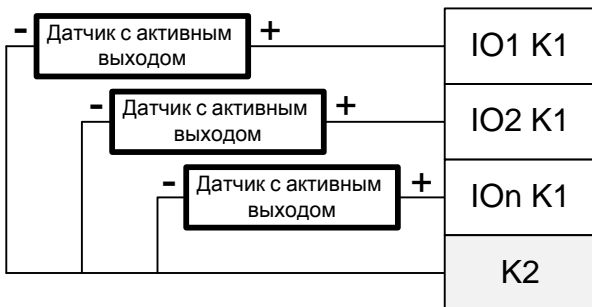 - Датчик с активным + IO1 K1
выходом
- Датчик с активным + IO2 K1
выходом
- Датчик с активным + IOn K1
выходом
K2